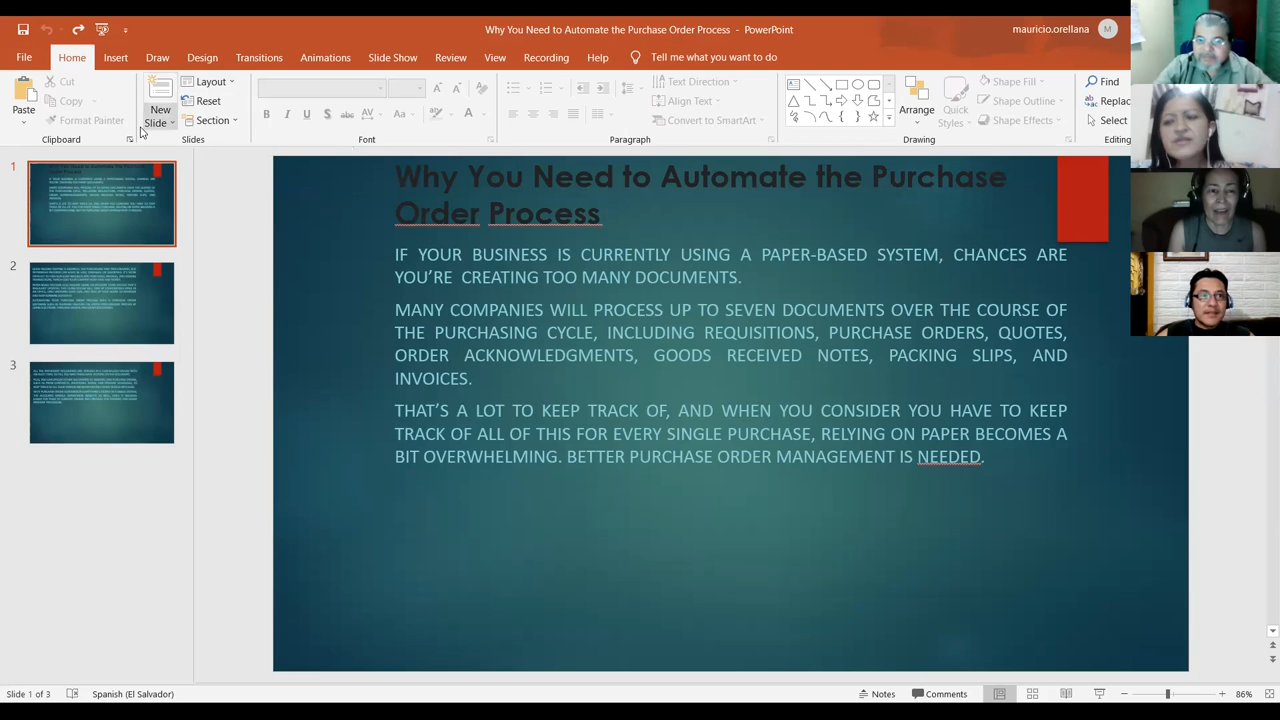 Why You Need to Automate the Purchase Order Process - PowerPoint
mauricio.orellana
M
File Home Insert Draw Design Transitions Animations Slide Show Review View Recording Help Tell me what you want to do
Paste
Cut
Copy
Format Painter
Clipboard
New
Slide
Layout
Reset
Section
Slides
B I U S abc AV Aa A
Font
Text Direction
Align Text
Convert to SmartArt
Paragraph
Arrange
Quick
Styles
Shape Fill
Shape Outline
Shape Effects
Drawing
Find
Replac
Select
Editing
1
2
3
Why You Need to Automate the Purchase
Order Process
IF YOUR BUSINESS IS CURRENTLY USING A PAPER-BASED SYSTEM, CHANCES ARE
YOU’RE CREATING TOO MANY DOCUMENTS.
MANY COMPANIES WILL PROCESS UP TO SEVEN DOCUMENTS OVER THE COURSE OF
THE PURCHASING CYCLE, INCLUDING REQUISITIONS, PURCHASE ORDERS, QUOTES,
ORDER ACKNOWLEDGMENTS, GOODS RECEIVED NOTES, PACKING SLIPS, AND
INVOICES.
THAT’S A LOT TO KEEP TRACK OF, AND WHEN YOU CONSIDER YOU HAVE TO KEEP
TRACK OF ALL OF THIS FOR EVERY SINGLE PURCHASE, RELYING ON PAPER BECOMES A
BIT OVERWHELMING. BETTER PURCHASE ORDER MANAGEMENT IS NEEDED.
Slide 1 of 3
Spanish (El Salvador)
Notes
Comments
86%